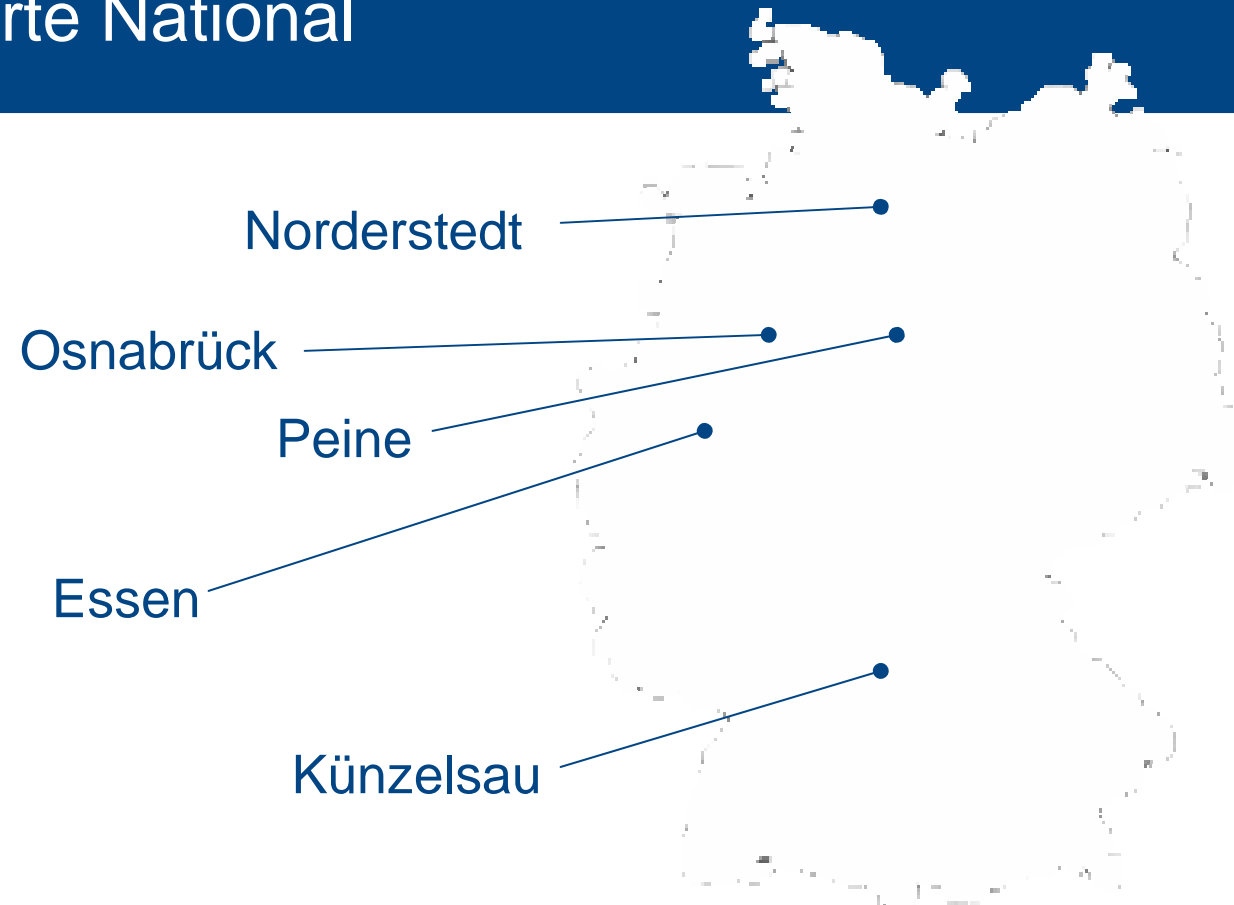 rte National
Norderstedt
Osnabrück
Peine
Essen
Künzelsau